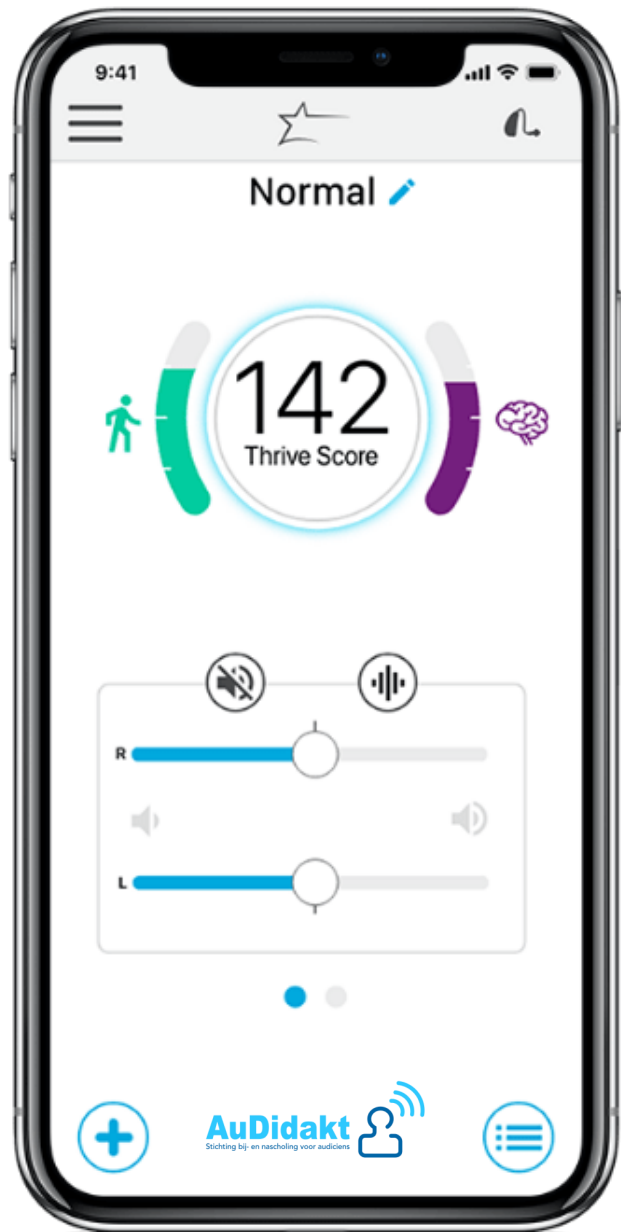 9:41
Normal
142
Thrive Score
R
L
AuDidakt
Stichting bij- en nascholing voor audiciens